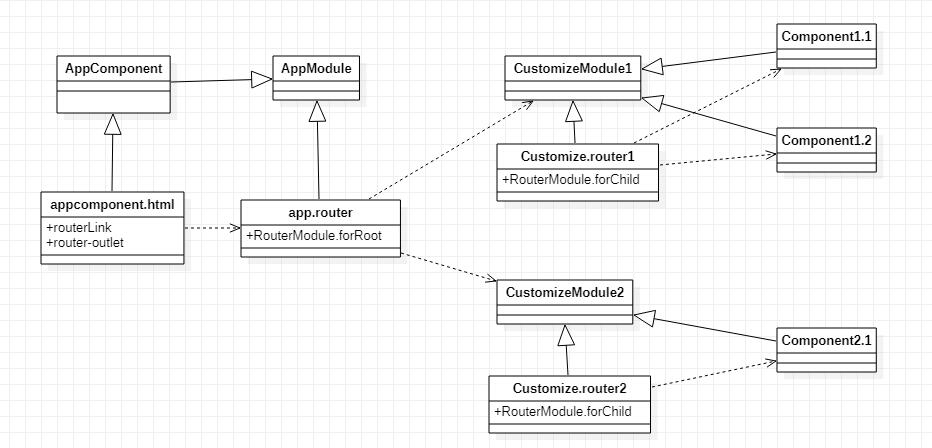 Component1.1
AppComponent
AppModule
CustomizeModule1
Component1.2
Customize.router1
+RouterModule.forChild
appcomponent.html
+routerLink
+router-outlet
app.router
+RouterModule.forRoot
CustomizeModule2
Component2.1
Customize.router2
+RouterModule.forChild